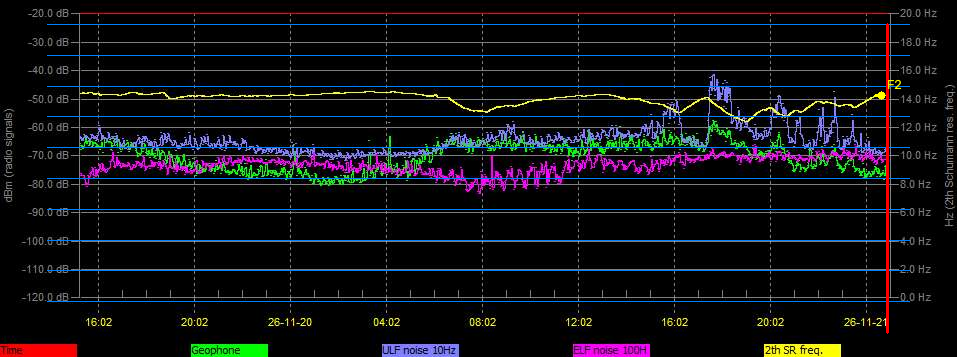 -20.0 dB 20.0 Hz
-30.0 dB 18.0 Hz
-40.0 dB 16.0 Hz
F2
-50.0 dB 14.0 Hz
-60.0 dB 12.0 Hz
-70.0 dB 10.0 Hz
-80.0 dB 8.0 Hz
-90.0 dB 6.0 Hz
-100.0 dB 4.0 Hz
-110.0 dB 2.0 Hz
-120.0 dB 0.0 Hz
dBm (radio signals)
Hz (2th Schumann res. freq.)
16:02 20:02 26-11-20 04:02 08:02 12:02 16:02 20:02 26-11-21
Time Geophone ULF noise 10Hz ELF noise 100H 2th SR freq.